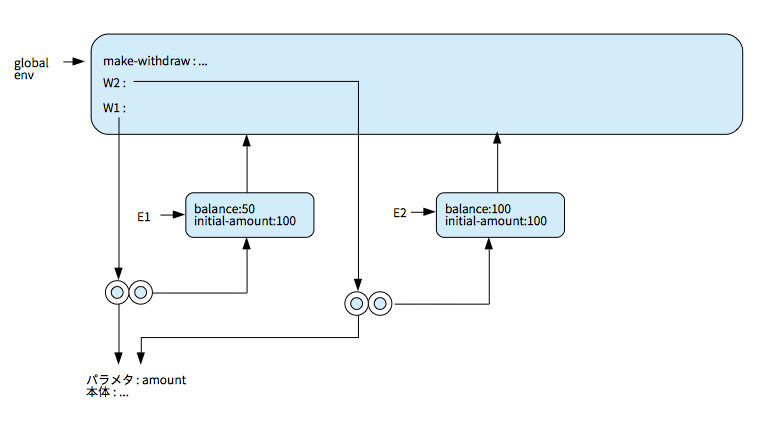 global
env
make-withdraw : ...
W2 :
W1 :
E1
balance:50
initial-amount:100
E2
balance:100
initial-amount:100
パラメタ : amount
本体 : ...